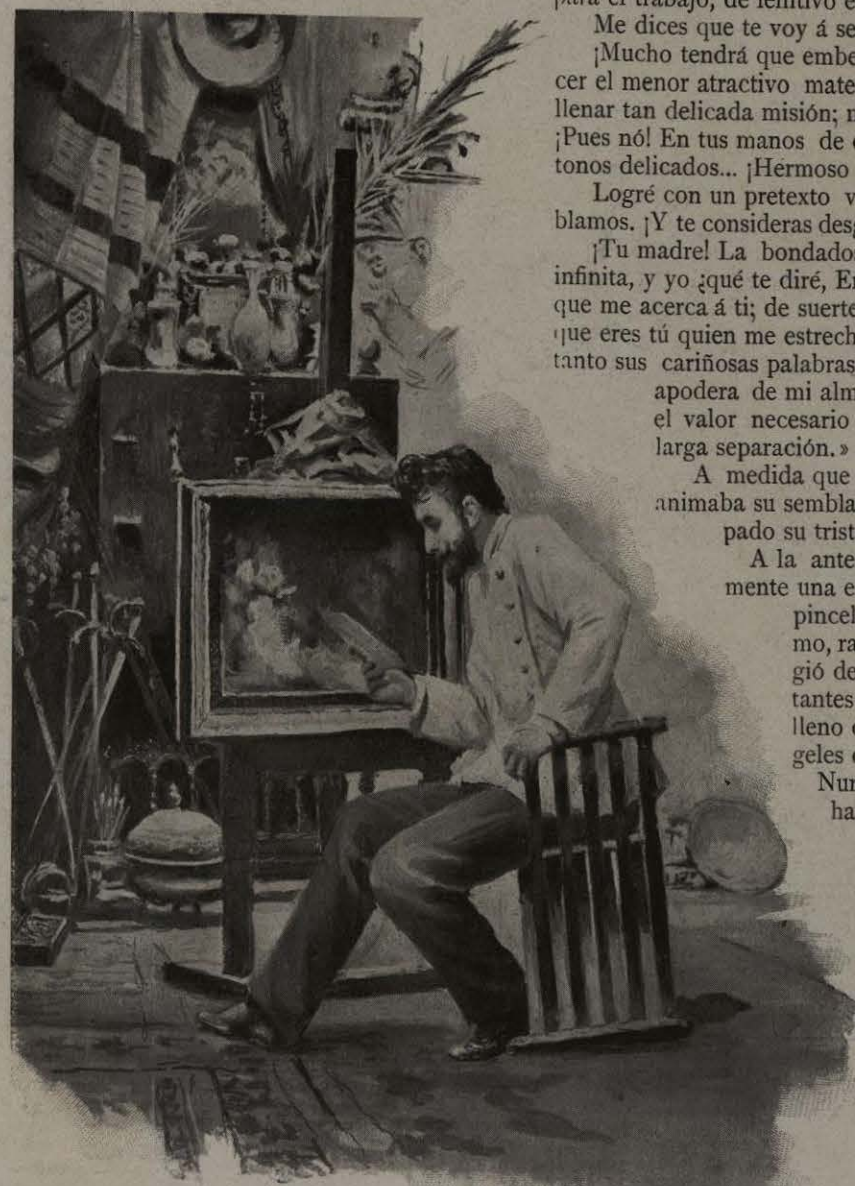 para el trabajo, de lenitivo e
Me dices que te voy á se
¡Mucho tendrá que embe
cer el menor atractivo mate
llenar tan delicada misión; n
¡Pues nó! En tus manos de
tonos delicados... ¡Hermoso
Logré con un pretexto v
blamos. ¡Y te consideras desg
¡Tu madre! La bondados
infinita, y yo ¿qué te diré, En
que me acerca á ti; de suerte
que eres tú quien me estrech
tanto sus cariñosas palabras
apodera de mi alm
el valor necesario
larga separación.»
A medida que
animaba su sembla
pado su trist
A la ante
mente una e
pincel
mo, ra
gió de
tantes
lleno
geles
Nun
ha